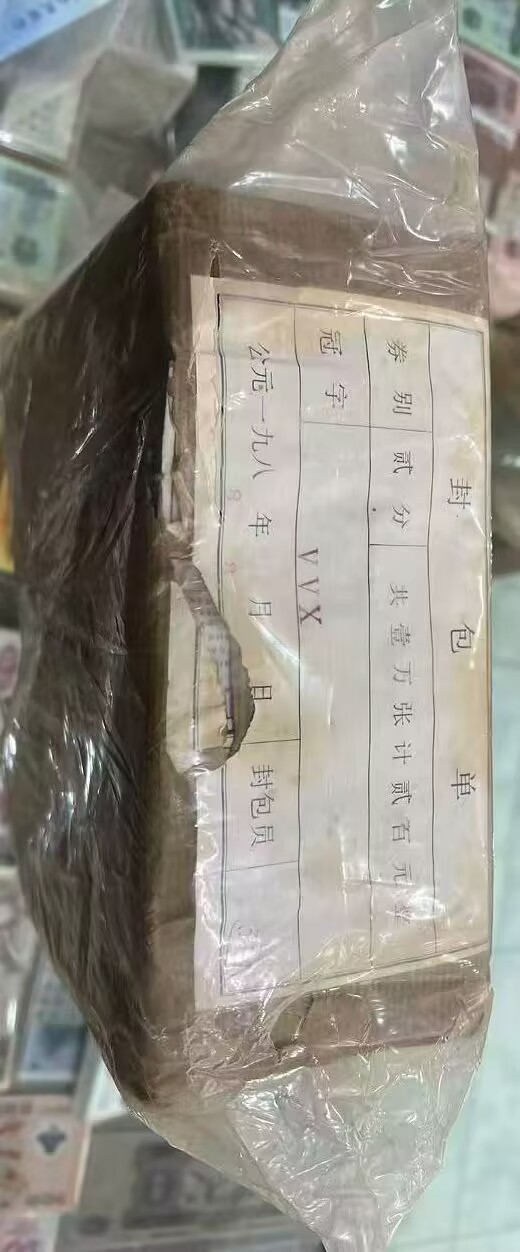 封包单
券别 贰分 共壹万张计贰百元整
冠字 VVX
公元一九八 年 月 日 封包员